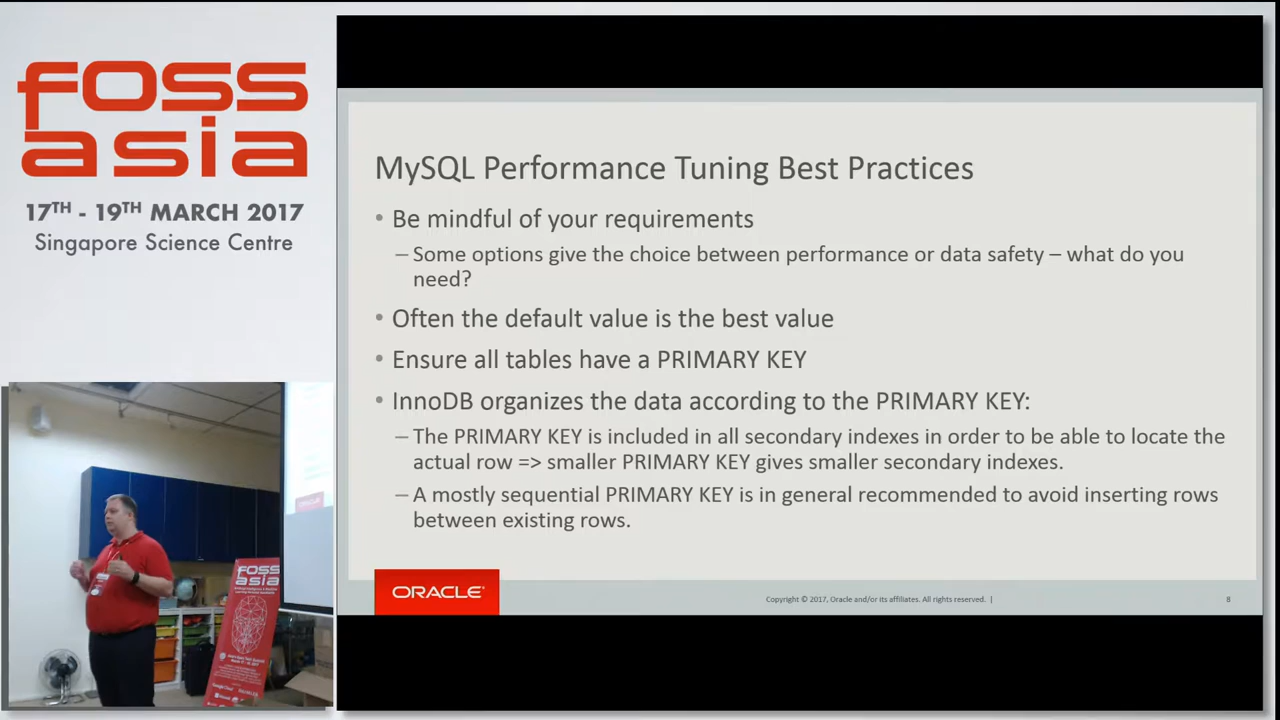 foss
asia
17TH - 19TH MARCH 2017
Singapore Science Centre
MySQL Performance Tuning Best Practices
• Be mindful of your requirements
– Some options give the choice between performance or data safety – what do you
need?
• Often the default value is the best value
• Ensure all tables have a PRIMARY KEY
• InnoDB organizes the data according to the PRIMARY KEY:
– The PRIMARY KEY is included in all secondary indexes in order to be able to locate the
actual row => smaller PRIMARY KEY gives smaller secondary indexes.
– A mostly sequential PRIMARY KEY is in general recommended to avoid inserting rows
between existing rows.
ORACLE
Copyright © 2017, Oracle and/or its affiliates. All rights reserved. |
8
FOSS
ASIA